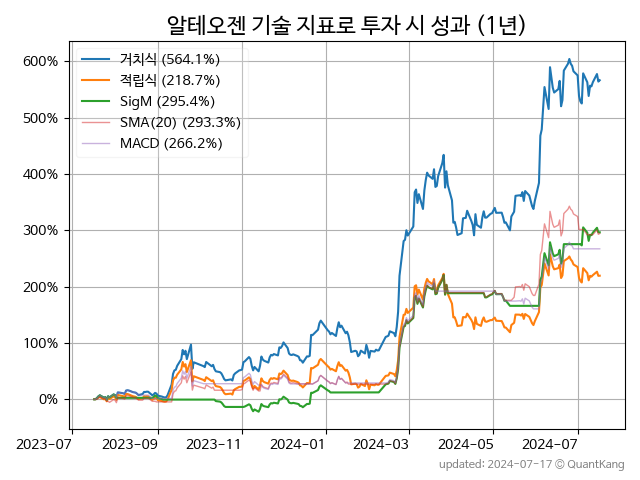 알테오젠 기술 지표로 투자 시 성과 (1년)
600%
500%
400%
300%
200%
100%
0%
거치식 (564.1%)
적립식 (218.7%)
SigM (295.4%)
SMA(20) (293.3%)
MACD (266.2%)
2023-07
2023-09
2023-11
2024-01
2024-03
2024-05
2024-07
updated: 2024-07-17 © QuantKang